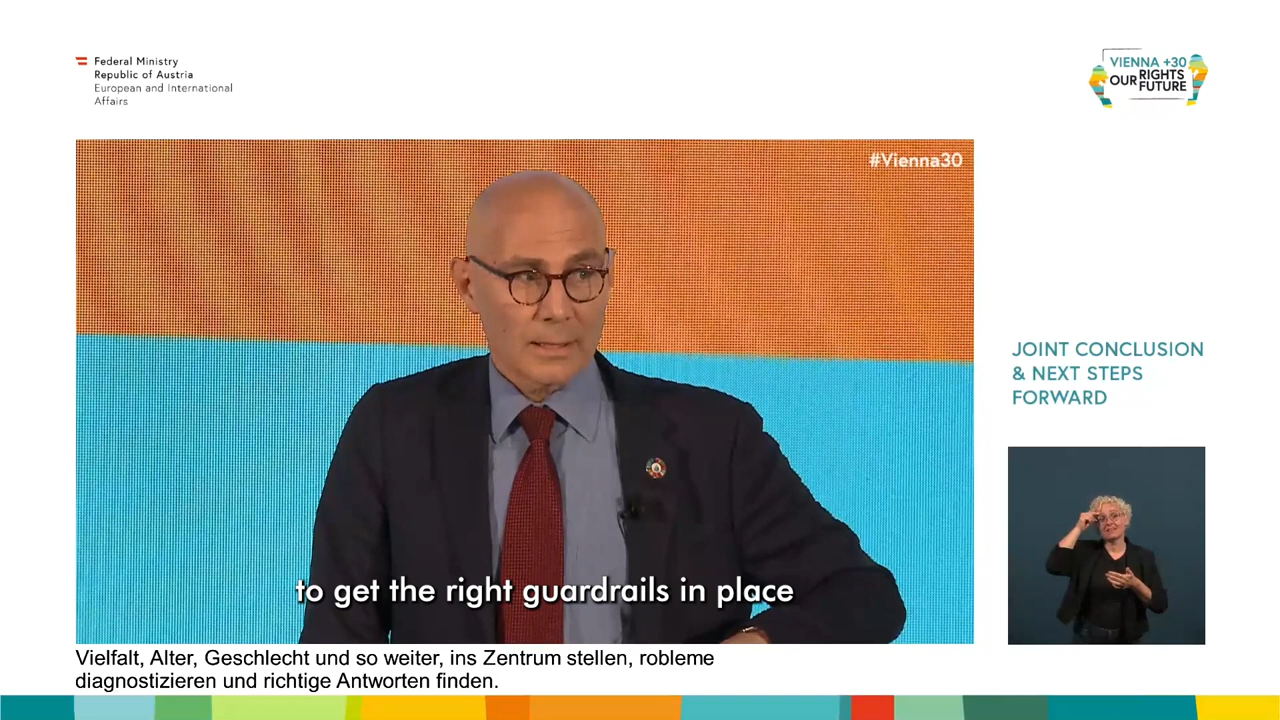 Federal Ministry
Republic of Austria
European and International
Affairs
VIENNA +30
OUR RIGHTS
FUTURE
#Vienna30
JOINT CONCLUSION
& NEXT STEPS
FORWARD
to get the right guardrails in place
Vielfalt, Alter, Geschlecht und so weiter, ins Zentrum stellen, robleme
diagnostizieren und richtige Antworten finden.